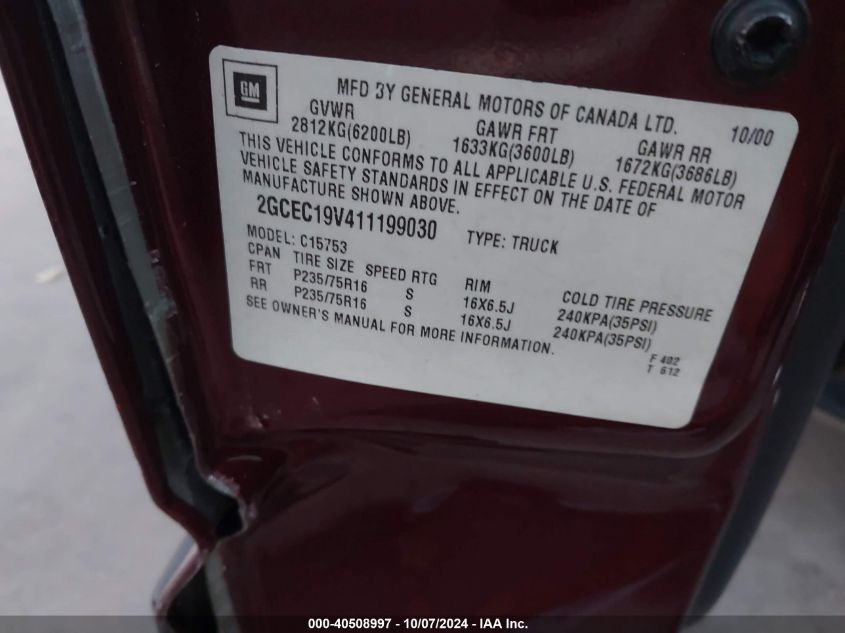 GM
MFD BY GENERAL MOTORS OF CANADA LTD. 10/00
GVWR GAWR FRT GAWR RR
2812KG(6200LB) 1633KG(3600LB) 1672KG(3686LB)
THIS VEHICLE CONFORMS TO ALL APPLICABLE U.S. FEDERAL MOTOR
VEHICLE SAFETY STANDARDS IN EFFECT ON THE DATE OF
MANUFACTURE SHOWN ABOVE.
2GCEC19V411199030 TYPE: TRUCK
MODEL: C15753
CPAN TIRE SIZE SPEED RTG RIM COLD TIRE PRESSURE
FRT P235/75R16 S 16X6.5J 240KPA(35PSI)
RR P235/75R16 S 16X6.5J 240KPA(35PSI)
SEE OWNER'S MANUAL FOR MORE INFORMATION.
F 402
T 612
000-40508997 - 10/07/2024 - IAA Inc.